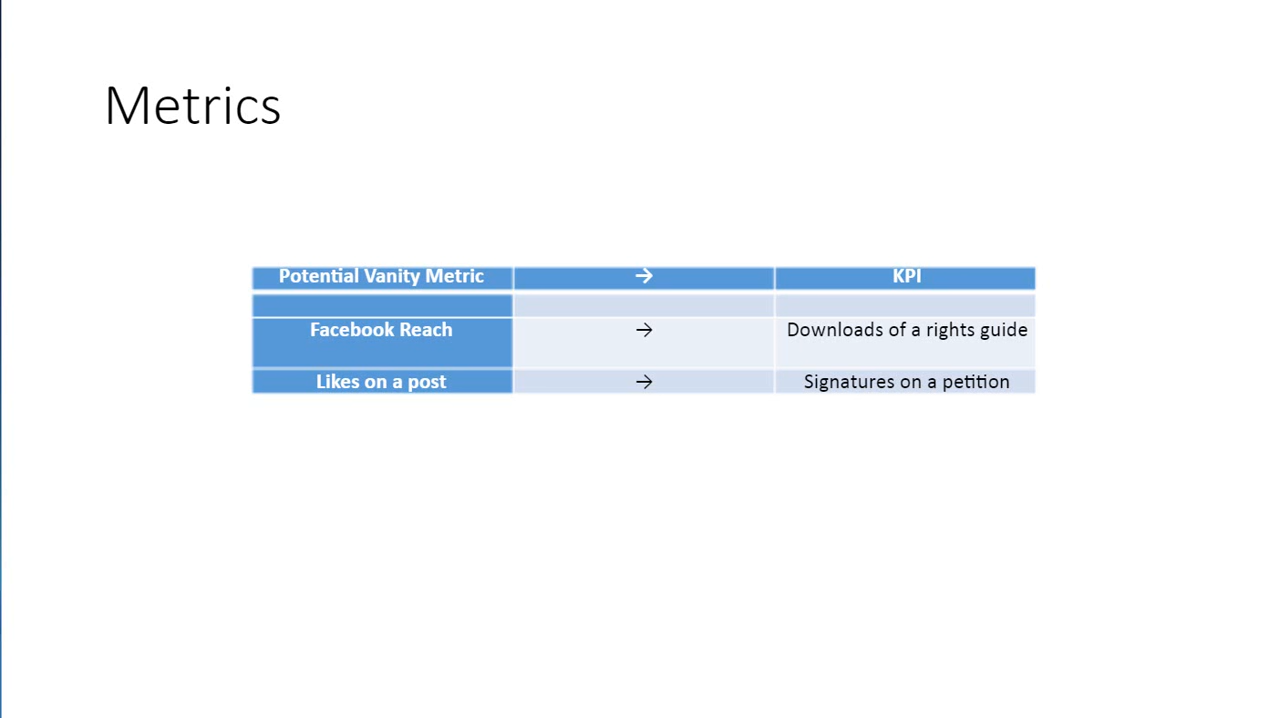 Metrics
Potential Vanity Metric → KPI
Facebook Reach → Downloads of a rights guide
Likes on a post → Signatures on a petition